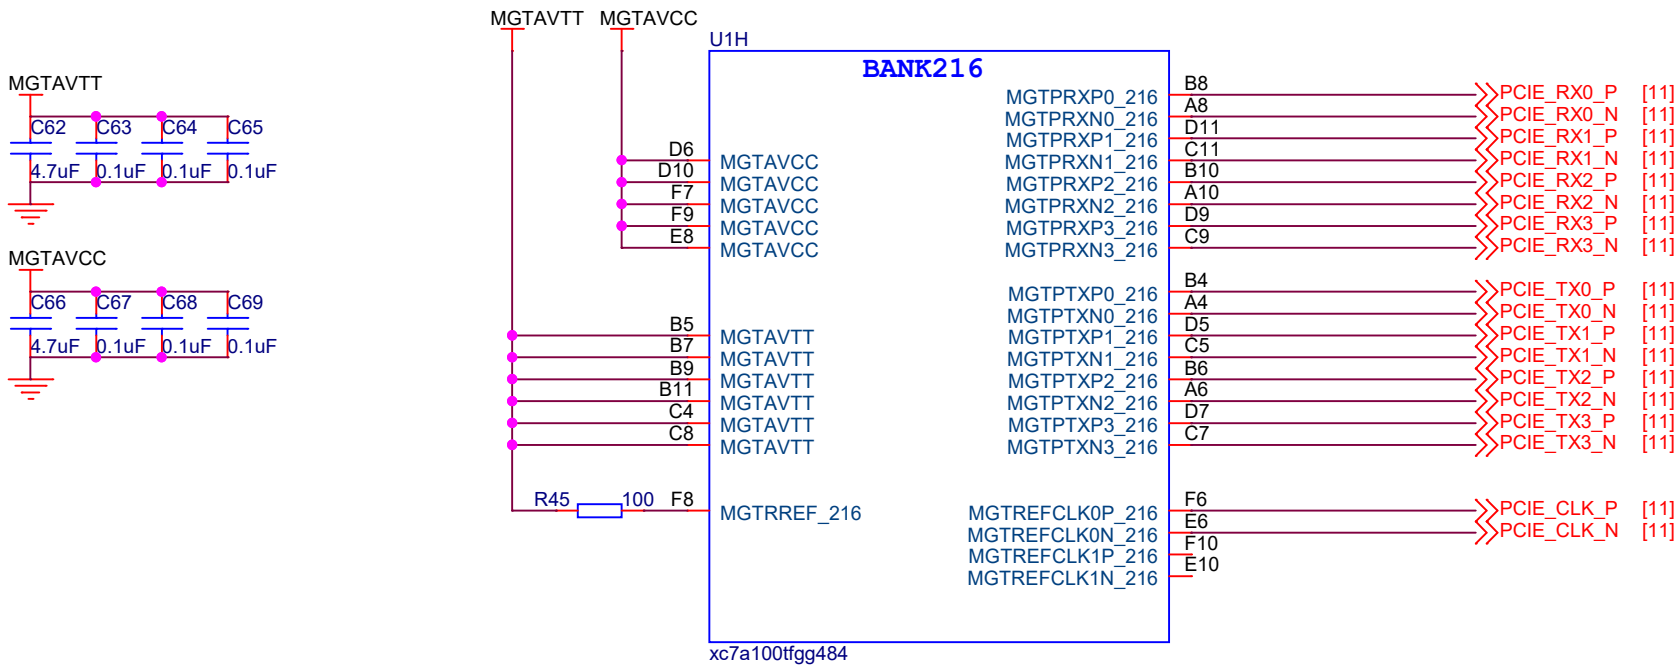 MGTAVTT MGTAVCC
U1H
BANK216
MGTAVTT
C62 C63 C64 C65
4.7uF 0.1uF 0.1uF 0.1uF
MGTAVCC
C66 C67 C68 C69
4.7uF 0.1uF 0.1uF 0.1uF
D6 MGTAVCC
D10 MGTAVCC
F7 MGTAVCC
F9 MGTAVCC
E8 MGTAVCC
B5 MGTAVTT
B7 MGTAVTT
B9 MGTAVTT
B11 MGTAVTT
C4 MGTAVTT
C8 MGTAVTT
R45 100 F8 MGTRREF_216
MGTPRXP0_216 B8 PCIE_RX0_P [11]
MGTPRXN0_216 A8 PCIE_RX0_N [11]
MGTPRXP1_216 D11 PCIE_RX1_P [11]
MGTPRXN1_216 C11 PCIE_RX1_N [11]
MGTPRXP2_216 B10 PCIE_RX2_P [11]
MGTPRXN2_216 A10 PCIE_RX2_N [11]
MGTPRXP3_216 D9 PCIE_RX3_P [11]
MGTPRXN3_216 C9 PCIE_RX3_N [11]
MGTPTXP0_216 B4 PCIE_TX0_P [11]
MGTPTXN0_216 A4 PCIE_TX0_N [11]
MGTPTXP1_216 D5 PCIE_TX1_P [11]
MGTPTXN1_216 C5 PCIE_TX1_N [11]
MGTPTXP2_216 B6 PCIE_TX2_P [11]
MGTPTXN2_216 A6 PCIE_TX2_N [11]
MGTPTXP3_216 D7 PCIE_TX3_P [11]
MGTPTXN3_216 C7 PCIE_TX3_N [11]
MGTREFCLK0P_216 F6 PCIE_CLK_P [11]
MGTREFCLK0N_216 E6 PCIE_CLK_N [11]
MGTREFCLK1P_216 F10
MGTREFCLK1N_216 E10
xc7a100tfgg484